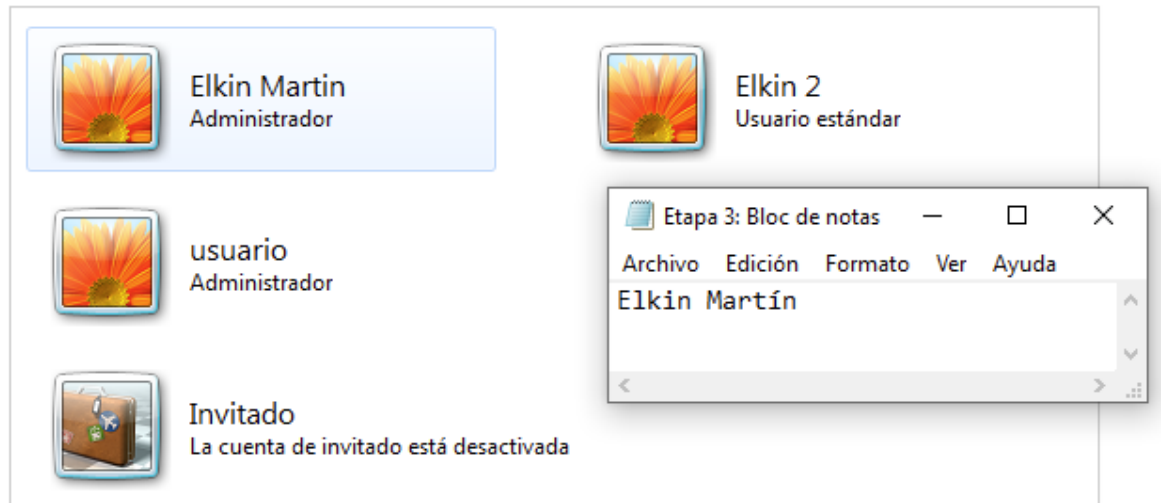 Elkin Martin
Administrador
Elkin 2
Usuario estándar
usuario
Administrador
Etapa 3: Bloc de notas
Archivo Edición Formato Ver Ayuda
Elkin Martín
Invitado
La cuenta de invitado está desactivada